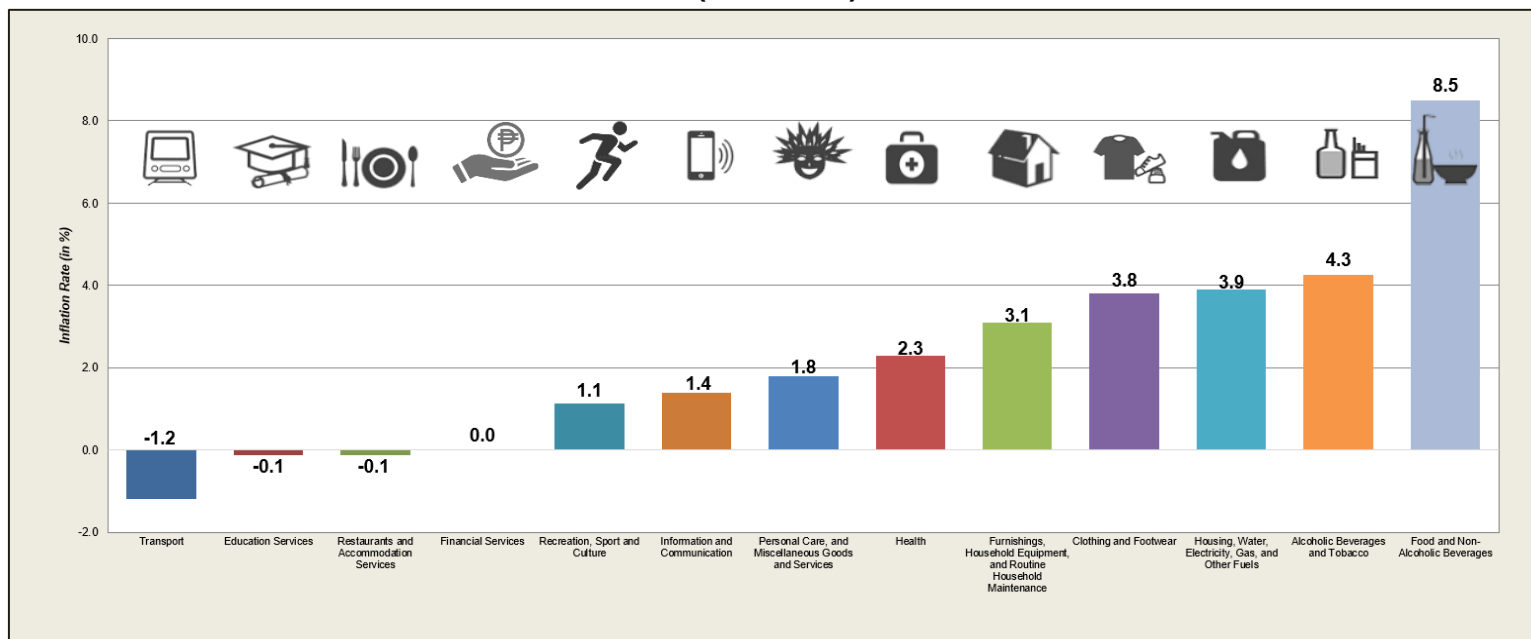 10.0
8.0
6.0
4.0
2.0
0.0
-2.0
Inflation Rate (in %)
-1.2
-0.1
-0.1
0.0
1.1
1.4
1.8
2.3
3.1
3.8
3.9
4.3
8.5
₱
Transport
Education Services
Restaurants and
Accommodation
Services
Financial Services
Recreation, Sport and
Culture
Information and
Communication
Personal Care, and
Miscellaneous Goods
and Services
Health
Furnishings,
Household Equipment,
and Routine
Household
Maintenance
Clothing and Footwear
Housing, Water,
Electricity, Gas, and
Other Fuels
Alcoholic Beverages
and Tobacco
Food and Non-
Alcoholic Beverages